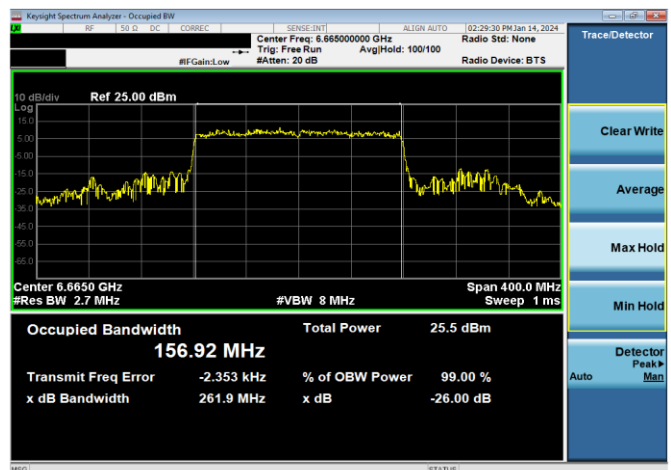 Keysight Spectrum Analyzer - Occupied BW
RF 50 Ω DC CORREC SENSE:INT ALIGN AUTO 02:29:30 PM Jan 14, 2024
Center Freq: 6.665000000 GHz Radio Std: None
Trig: Free Run Avg|Hold: 100/100
#IFGain:Low #Atten: 20 dB Radio Device: BTS
Trace/Detector
10 dB/div Ref 25.00 dBm
Log
15.0
5.00
-5.00
-15.0
-25.0
-35.0
-45.0
-55.0
-65.0
Center 6.6650 GHz Span 400.0 MHz
#Res BW 2.7 MHz #VBW 8 MHz Sweep 1 ms
Occupied Bandwidth Total Power 25.5 dBm
156.92 MHz
Transmit Freq Error -2.353 kHz % of OBW Power 99.00 %
x dB Bandwidth 261.9 MHz x dB -26.00 dB
Clear Write
Average
Max Hold
Min Hold
Detector
Peak▶
Auto Man
MSG STATUS